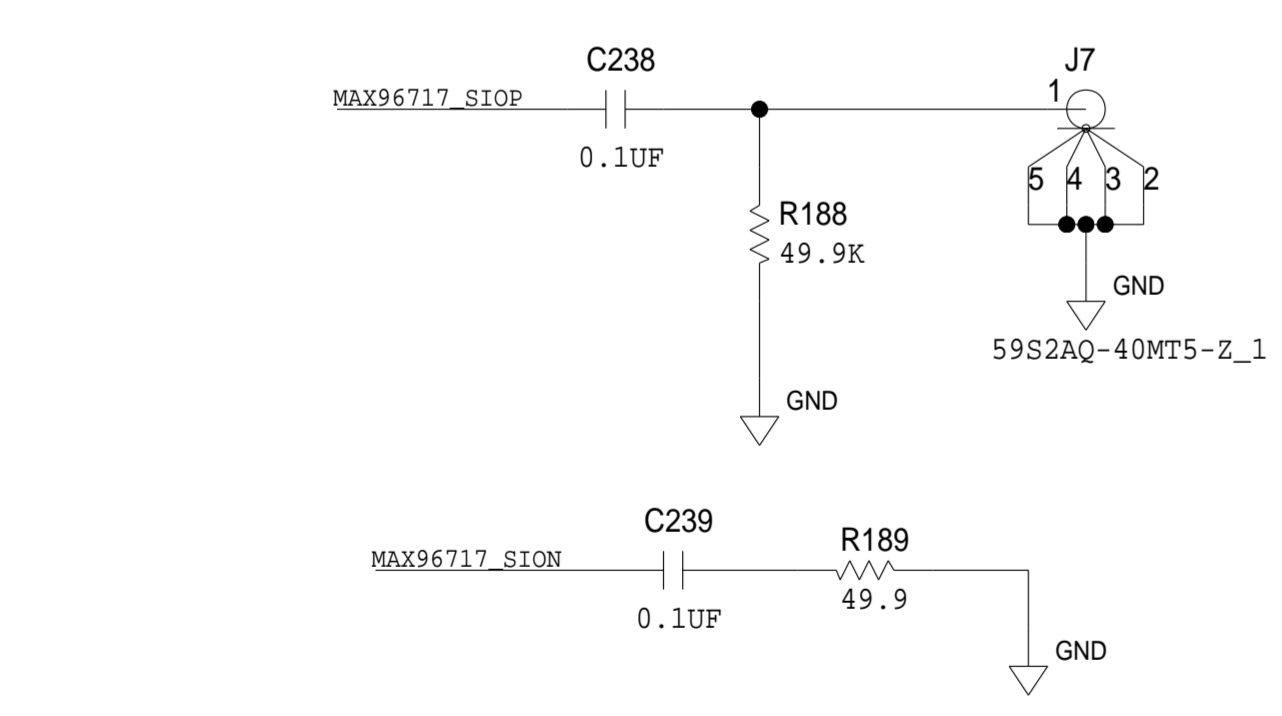 C238
J7
MAX96717_SIOP
1
0.1UF
5 4 3 2
R188
49.9K
GND
59S2AQ-40MT5-Z_1
GND
C239
R189
MAX96717_SION
49.9
0.1UF
GND